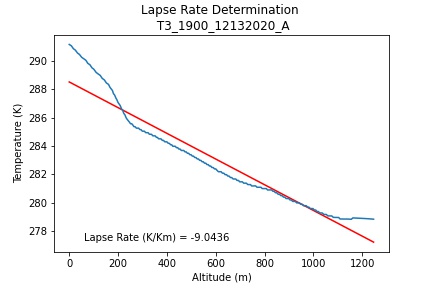 Lapse Rate Determination
T3_1900_12132020_A
290
288
286
284
282
280
278
Temperature (K)
Lapse Rate (K/Km) = -9.0436
0
200
400
600
800
1000
1200
Altitude (m)